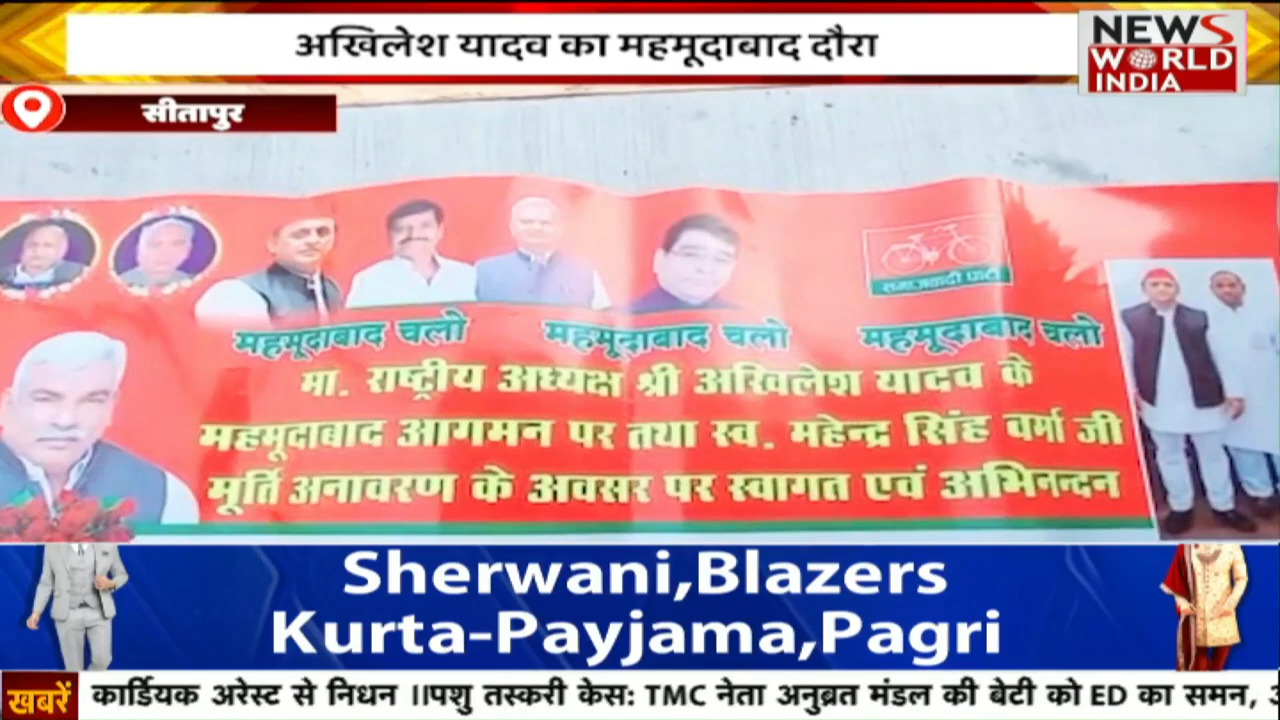 अखिलेश यादव का महमूदाबाद दौरा
NEWS
WORLD
INDIA
सीतापुर
समाजवादी पार्टी
महमूदाबाद चलो महमूदाबाद चलो महमूदाबाद चलो
मा. राष्ट्रीय अध्यक्ष श्री अखिलेश यादव के
महमूदाबाद आगमन पर तथा स्व. महेन्द्र सिंह वर्मा जी
मूर्ति अनावरण के अवसर पर स्वागत एवं अभिनन्दन
Sherwani,Blazers
Kurta-Payjama,Pagri
खबरें
कार्डियक अरेस्ट से निधन ॥पशु तस्करी केस: TMC नेता अनुब्रत मंडल की बेटी को ED का समन,